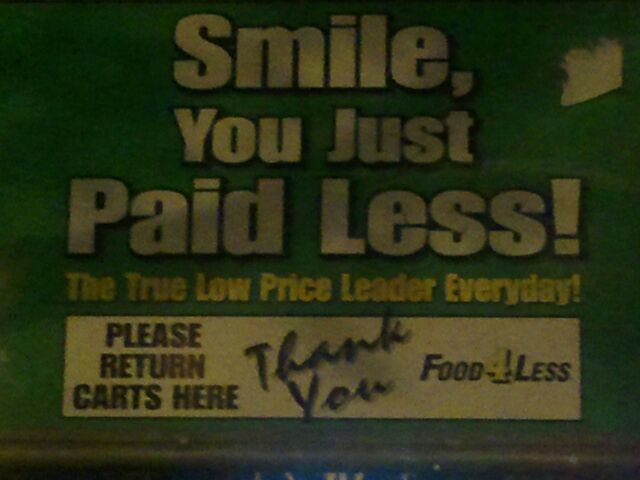 Smile,
You Just
Paid Less!
The True Low Price Leader Everyday!
PLEASE
RETURN
CARTS HERE
Thank
You
FOOD 4 LESS